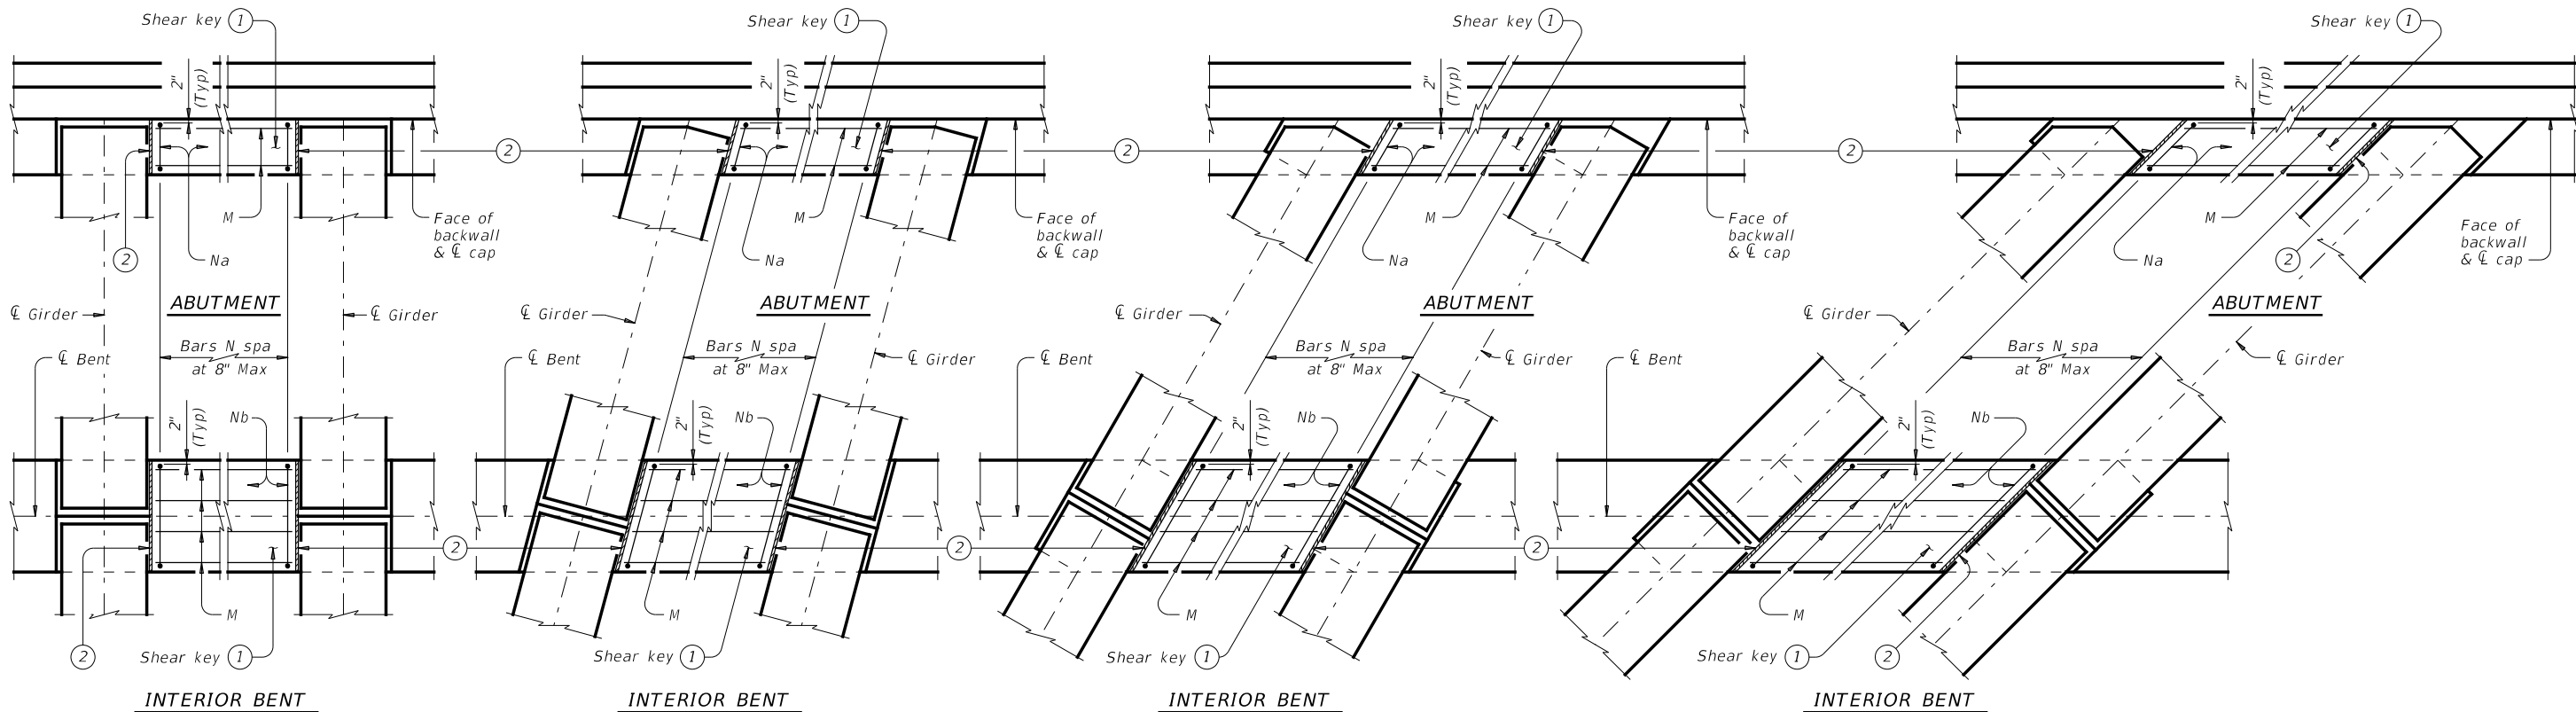 Shear key 1
2"
(Typ)
2
M
Na
2
Face of
backwall
& ℄ cap
ABUTMENT
℄ Girder
℄ Girder
℄ Bent
Bars N spa
at 8" Max
2"
(Typ)
Nb
M
2
Shear key 1
INTERIOR BENT
Shear key 1
2"
(Typ)
2
M
Na
Face of
backwall
& ℄ cap
ABUTMENT
℄ Girder
℄ Bent
Bars N spa
at 8" Max
℄ Girder
2"
(Typ)
Nb
2
M
Shear key 1
INTERIOR BENT
Shear key 1
2"
(Typ)
2
M
Na
Face of
backwall
& ℄ cap
ABUTMENT
℄ Girder
℄ Bent
Bars N spa
at 8" Max
℄ Girder
2"
(Typ)
Nb
2
M
Shear key 1
INTERIOR BENT
Shear key 1
2"
(Typ)
2
M
Na
2
Face of
backwall
& ℄ cap
ABUTMENT
℄ Girder
℄ Bent
Bars N spa
at 8" Max
℄ Girder
2"
(Typ)
Nb
2
M
Shear key 1
2
INTERIOR BENT